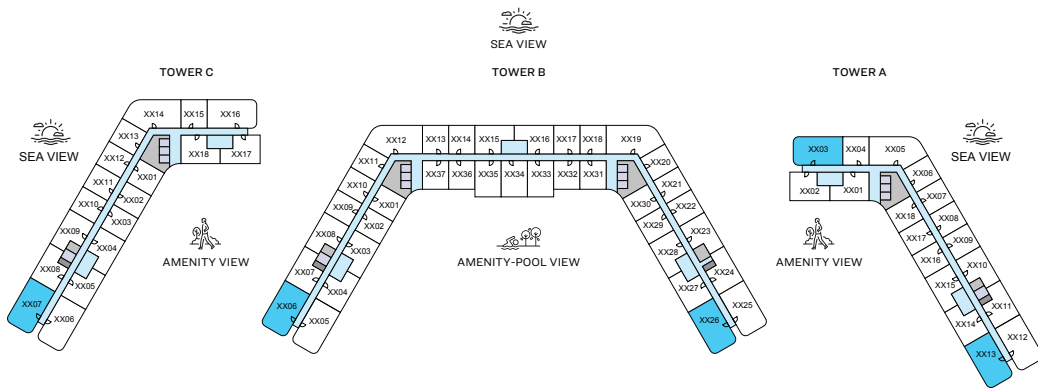 SEA VIEW
TOWER C
TOWER B
TOWER A
SEA VIEW
XX14
XX15
XX16
XX13
XX12
XX11
XX10
XX09
XX08
XX07
XX18
XX17
XX01
XX02
XX03
XX04
XX05
XX06
AMENITY VIEW
XX12
XX13
XX14
XX15
XX16
XX17
XX18
XX19
XX11
XX10
XX09
XX08
XX07
XX06
XX37
XX36
XX35
XX34
XX33
XX32
XX31
XX01
XX02
XX03
XX04
XX05
XX20
XX21
XX22
XX23
XX24
XX25
XX30
XX29
XX28
XX27
XX26
AMENITY-POOL VIEW
XX03
XX04
XX05
XX02
XX01
XX06
XX07
XX08
XX09
XX10
XX11
XX12
XX18
XX17
XX16
XX15
XX14
XX13
SEA VIEW
AMENITY VIEW